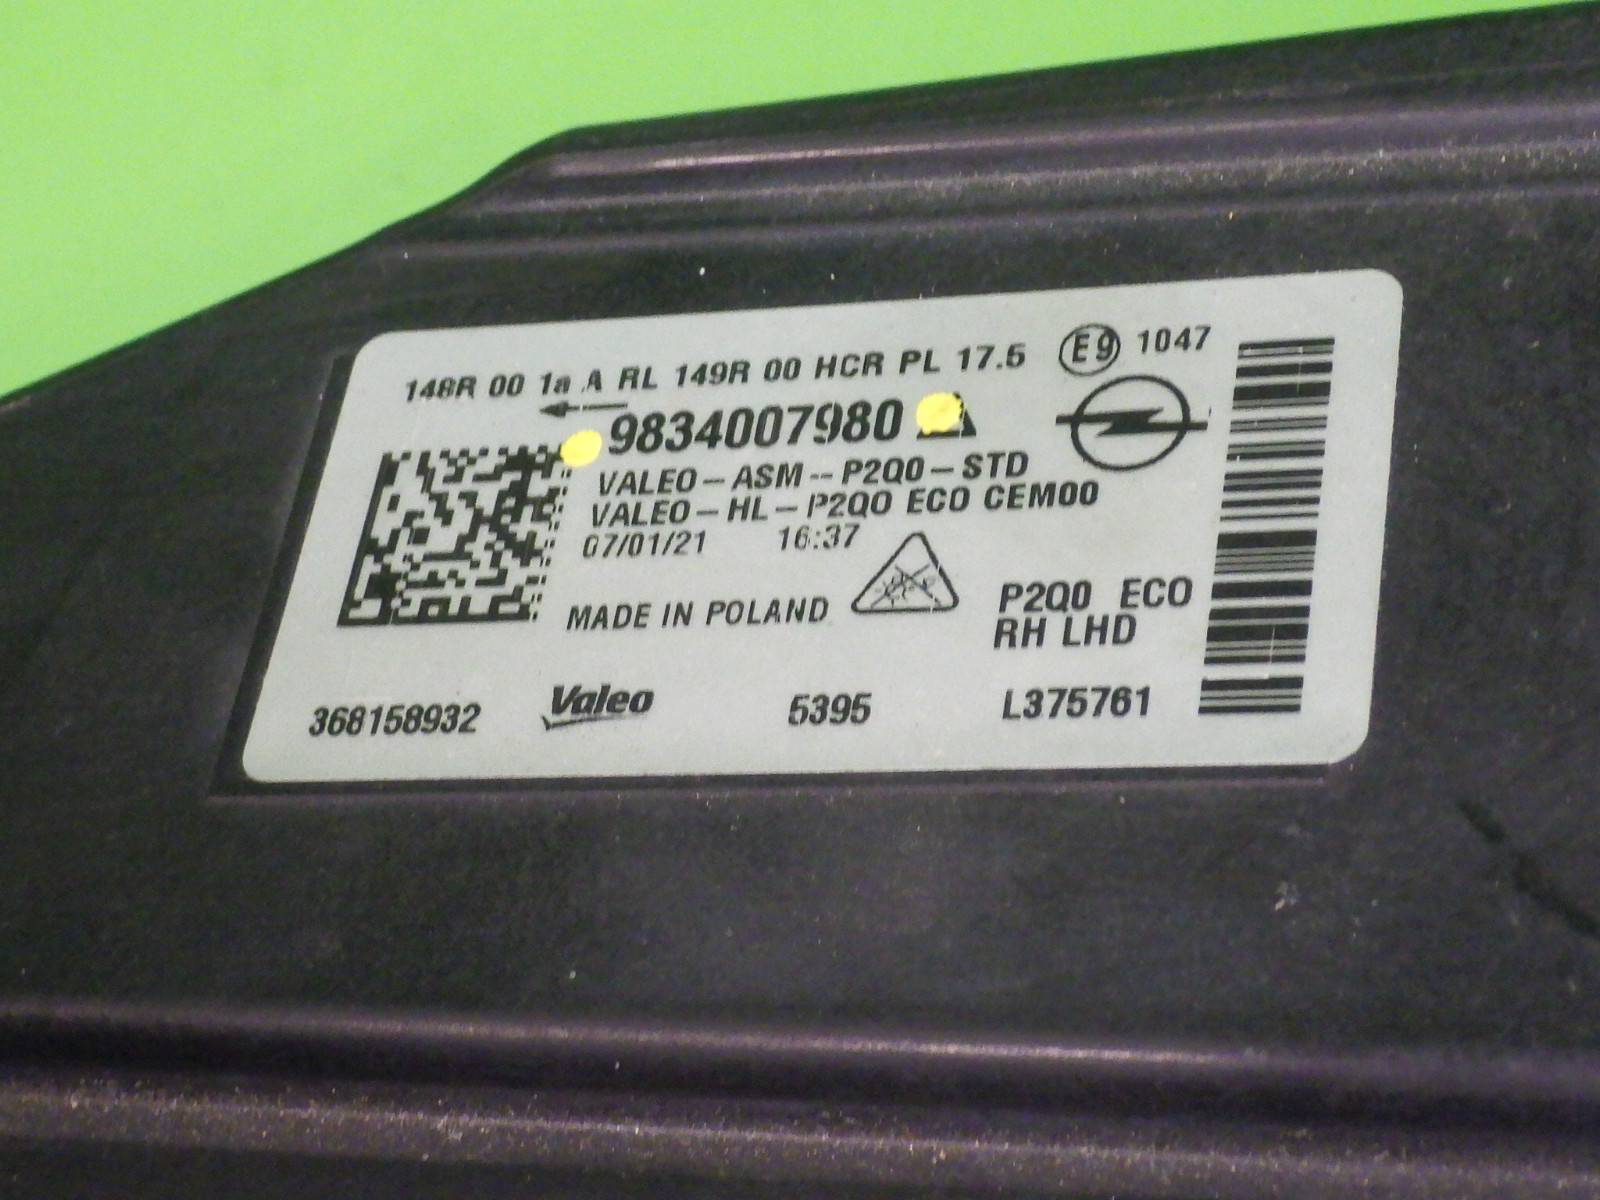 148R 00 1a A RL 149R 00 HCR PL 17.5 E9 1047
9834007980
VALEO-ASM--P2Q0-STD
VALEO-HL-P2Q0 ECO CEM00
07/01/21 16:37
MADE IN POLAND
P2Q0 ECO
RH LHD
368158932 Valeo 5395 L375761